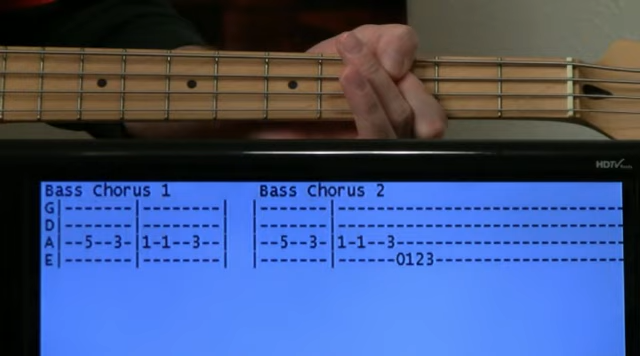 HDTV
Bass Chorus 1 Bass Chorus 2
G|-------|--------| |-------|-----------------------------
D|-------|--------| |-------|-----------------------------
A|--5--3-|1-1--3--| |--5--3-|1-1--3-----------------------
E|-------|--------| |-------|-------0123------------------